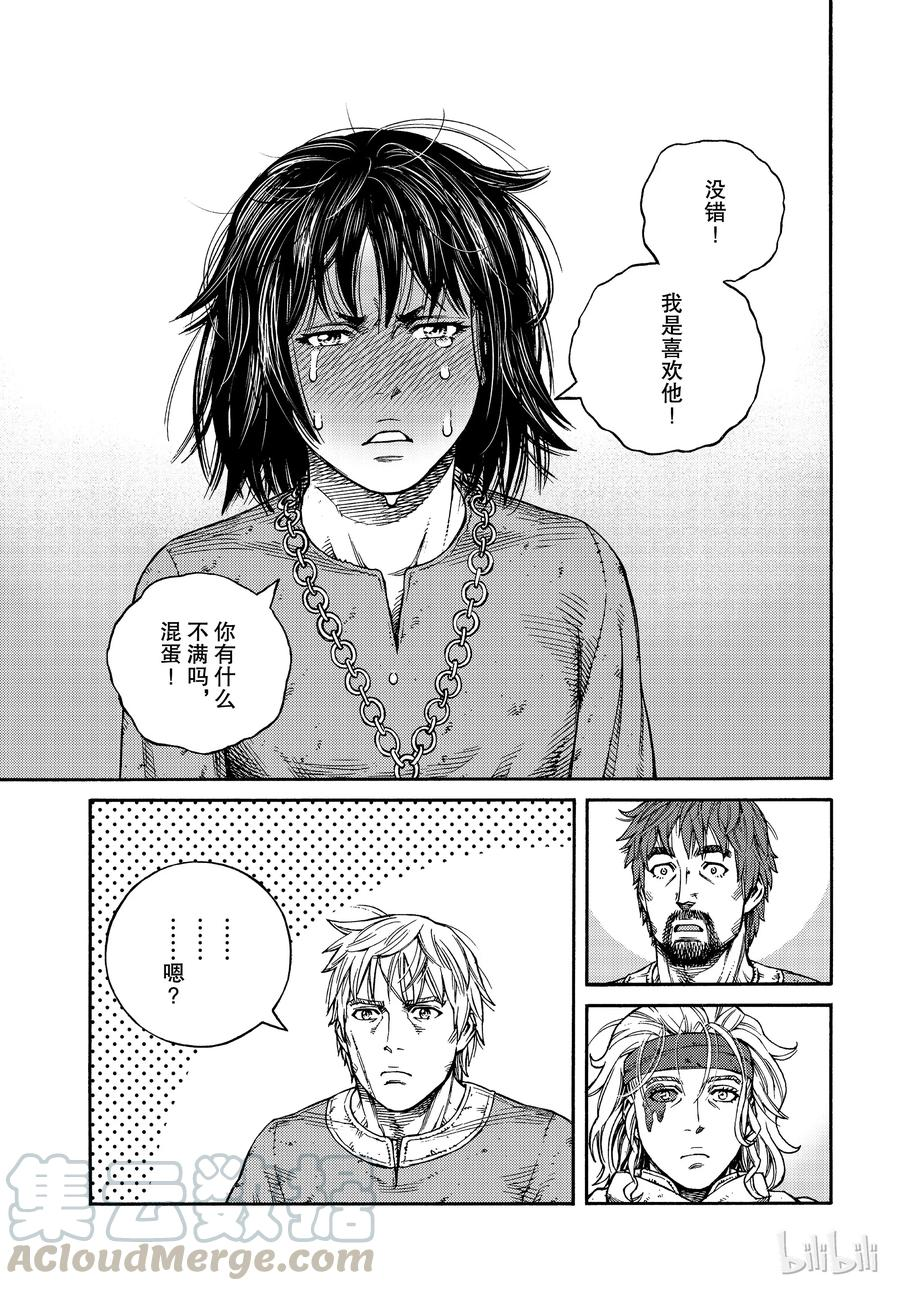 没错！
我是喜欢他！
你有什么
不满吗，
混蛋！
……
……
……嗯？
集云数据
AcloudMerge.com
bilibili